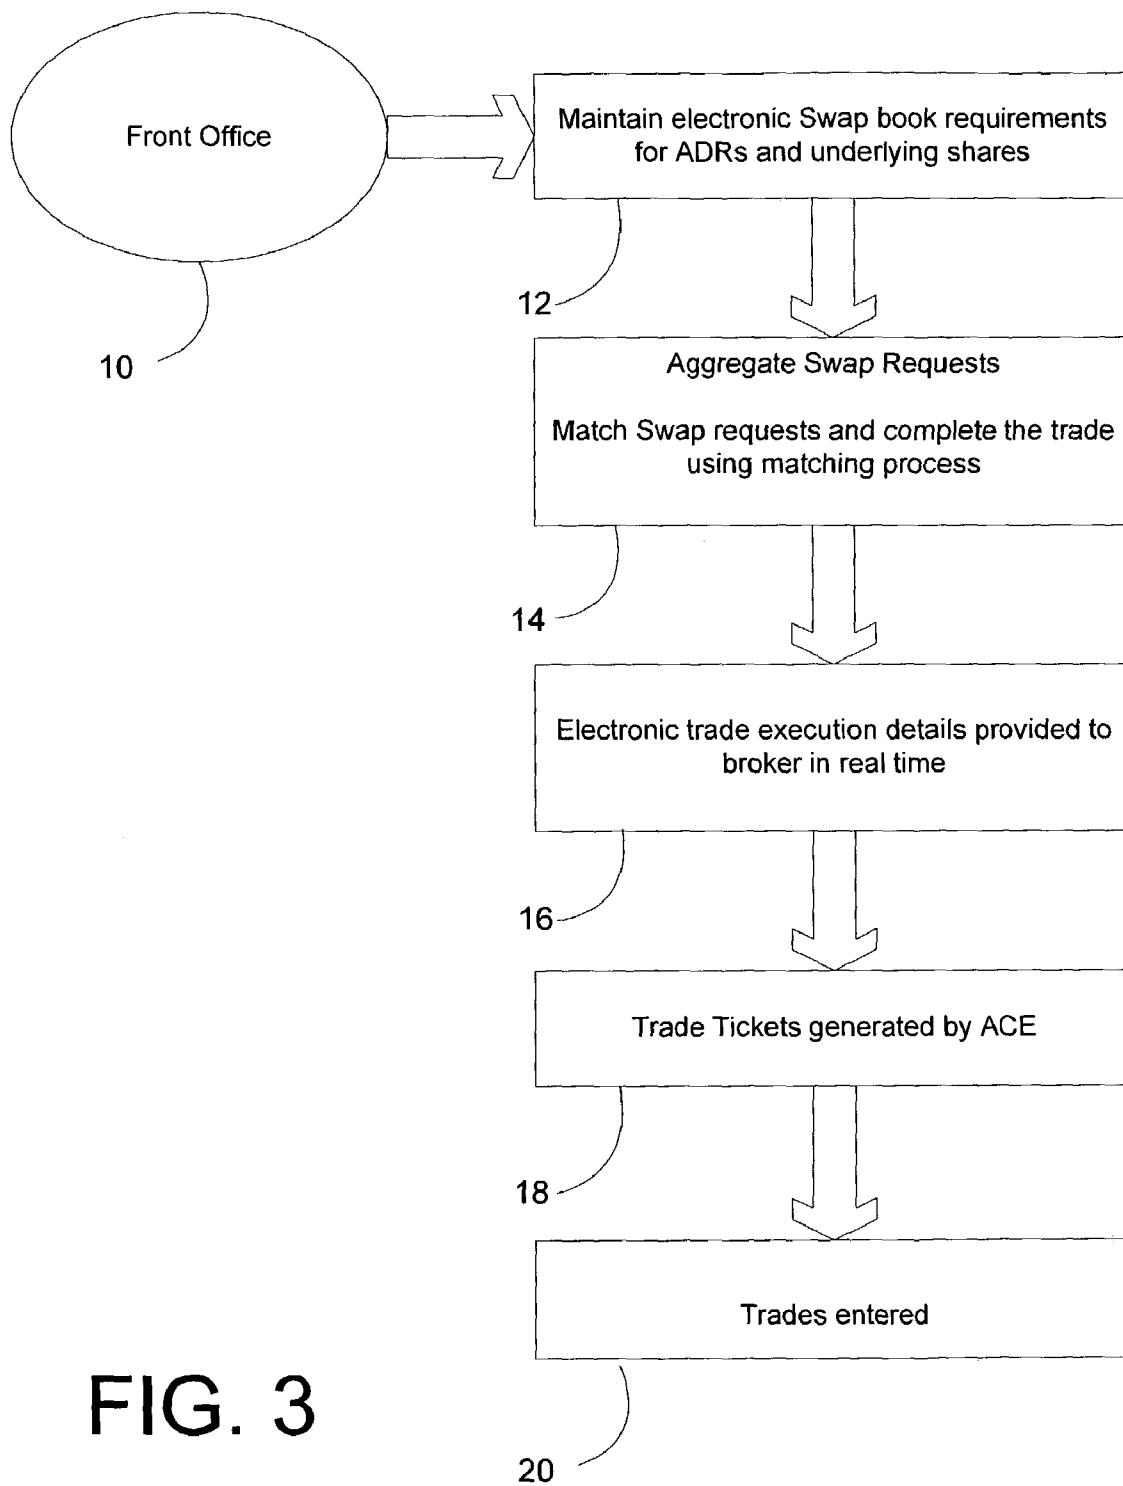 Front Office
Maintain electronic Swap book requirements
for ADRs and underlying shares
12
10
Aggregate Swap Requests
Match Swap requests and complete the trade
using matching process
14
Electronic trade execution details provided to
broker in real time
16
Trade Tickets generated by ACE
18
Trades entered
FIG. 3
20